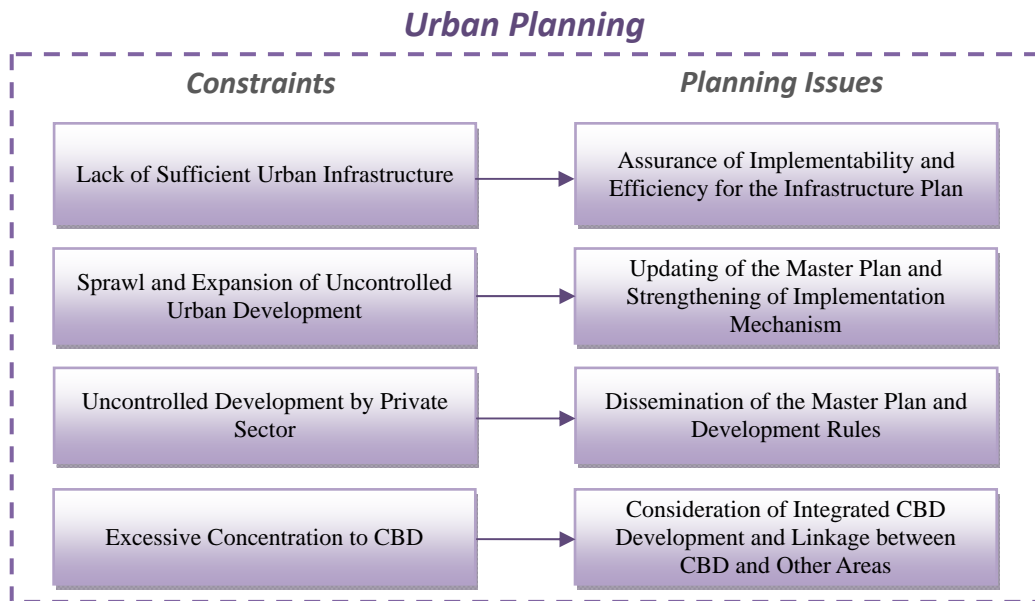 Urban Planning
Constraints
Planning Issues
Lack of Sufficient Urban Infrastructure
Assurance of Implementability and
Efficiency for the Infrastructure Plan
Sprawl and Expansion of Uncontrolled
Urban Development
Updating of the Master Plan and
Strengthening of Implementation
Mechanism
Uncontrolled Development by Private
Sector
Dissemination of the Master Plan and
Development Rules
Excessive Concentration to CBD
Consideration of Integrated CBD
Development and Linkage between
CBD and Other Areas